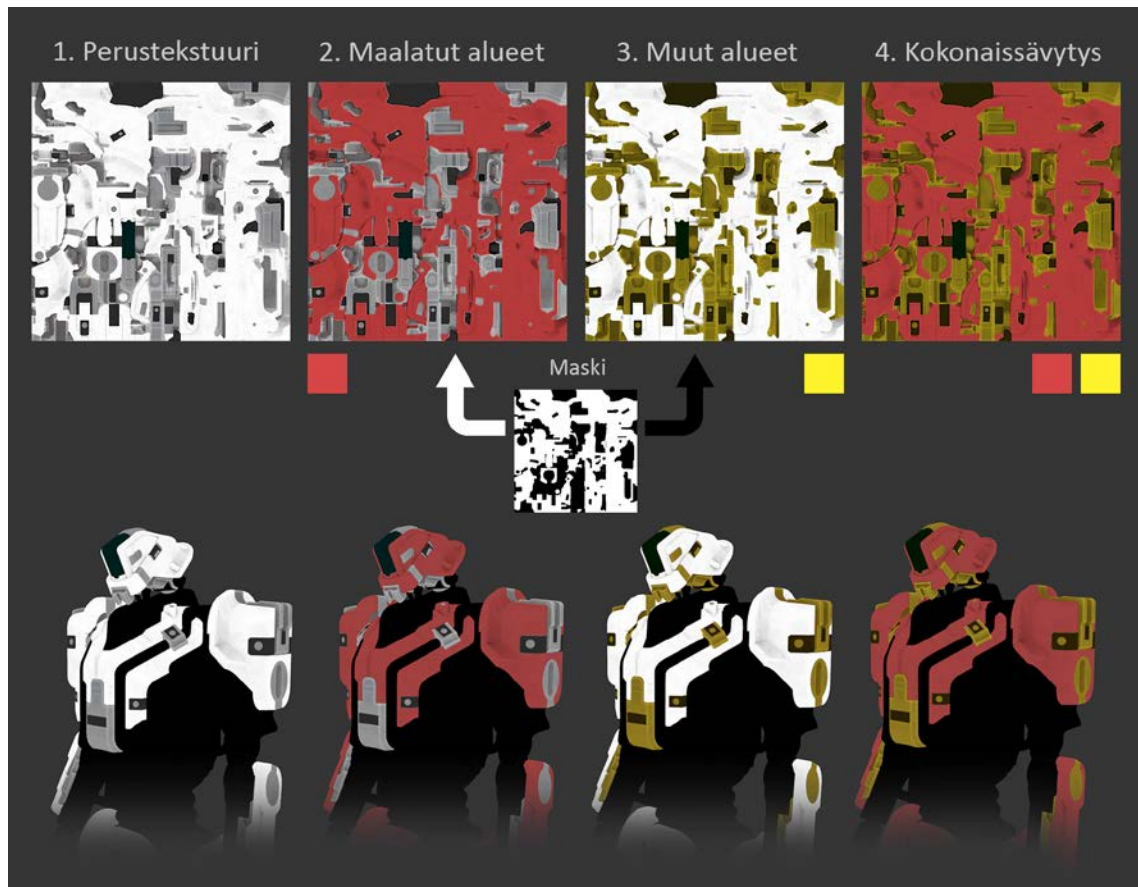 1. Perustekstuuri
2. Maalatut alueet
3. Muut alueet
4. Kokonaissävytys
Maski